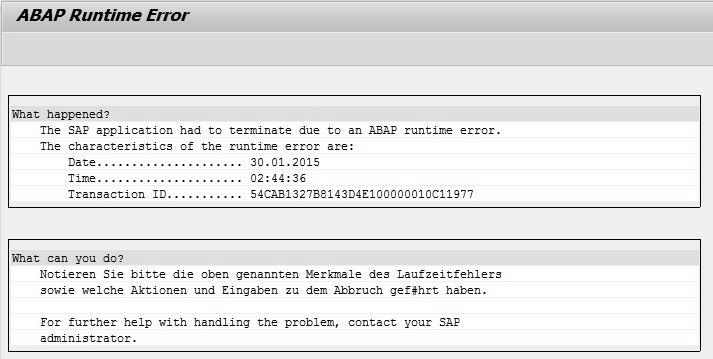 ABAP Runtime Error
What happened?
The SAP application had to terminate due to an ABAP runtime error.
The characteristics of the runtime error are:
Date..................... 30.01.2015
Time..................... 02:44:36
Transaction ID........... 54CAB1327B8143D4E100000010C11977
What can you do?
Notieren Sie bitte die oben genannten Merkmale des Laufzeitfehlers
sowie welche Aktionen und Eingaben zu dem Abbruch gef#hrt haben.
For further help with handling the problem, contact your SAP
administrator.